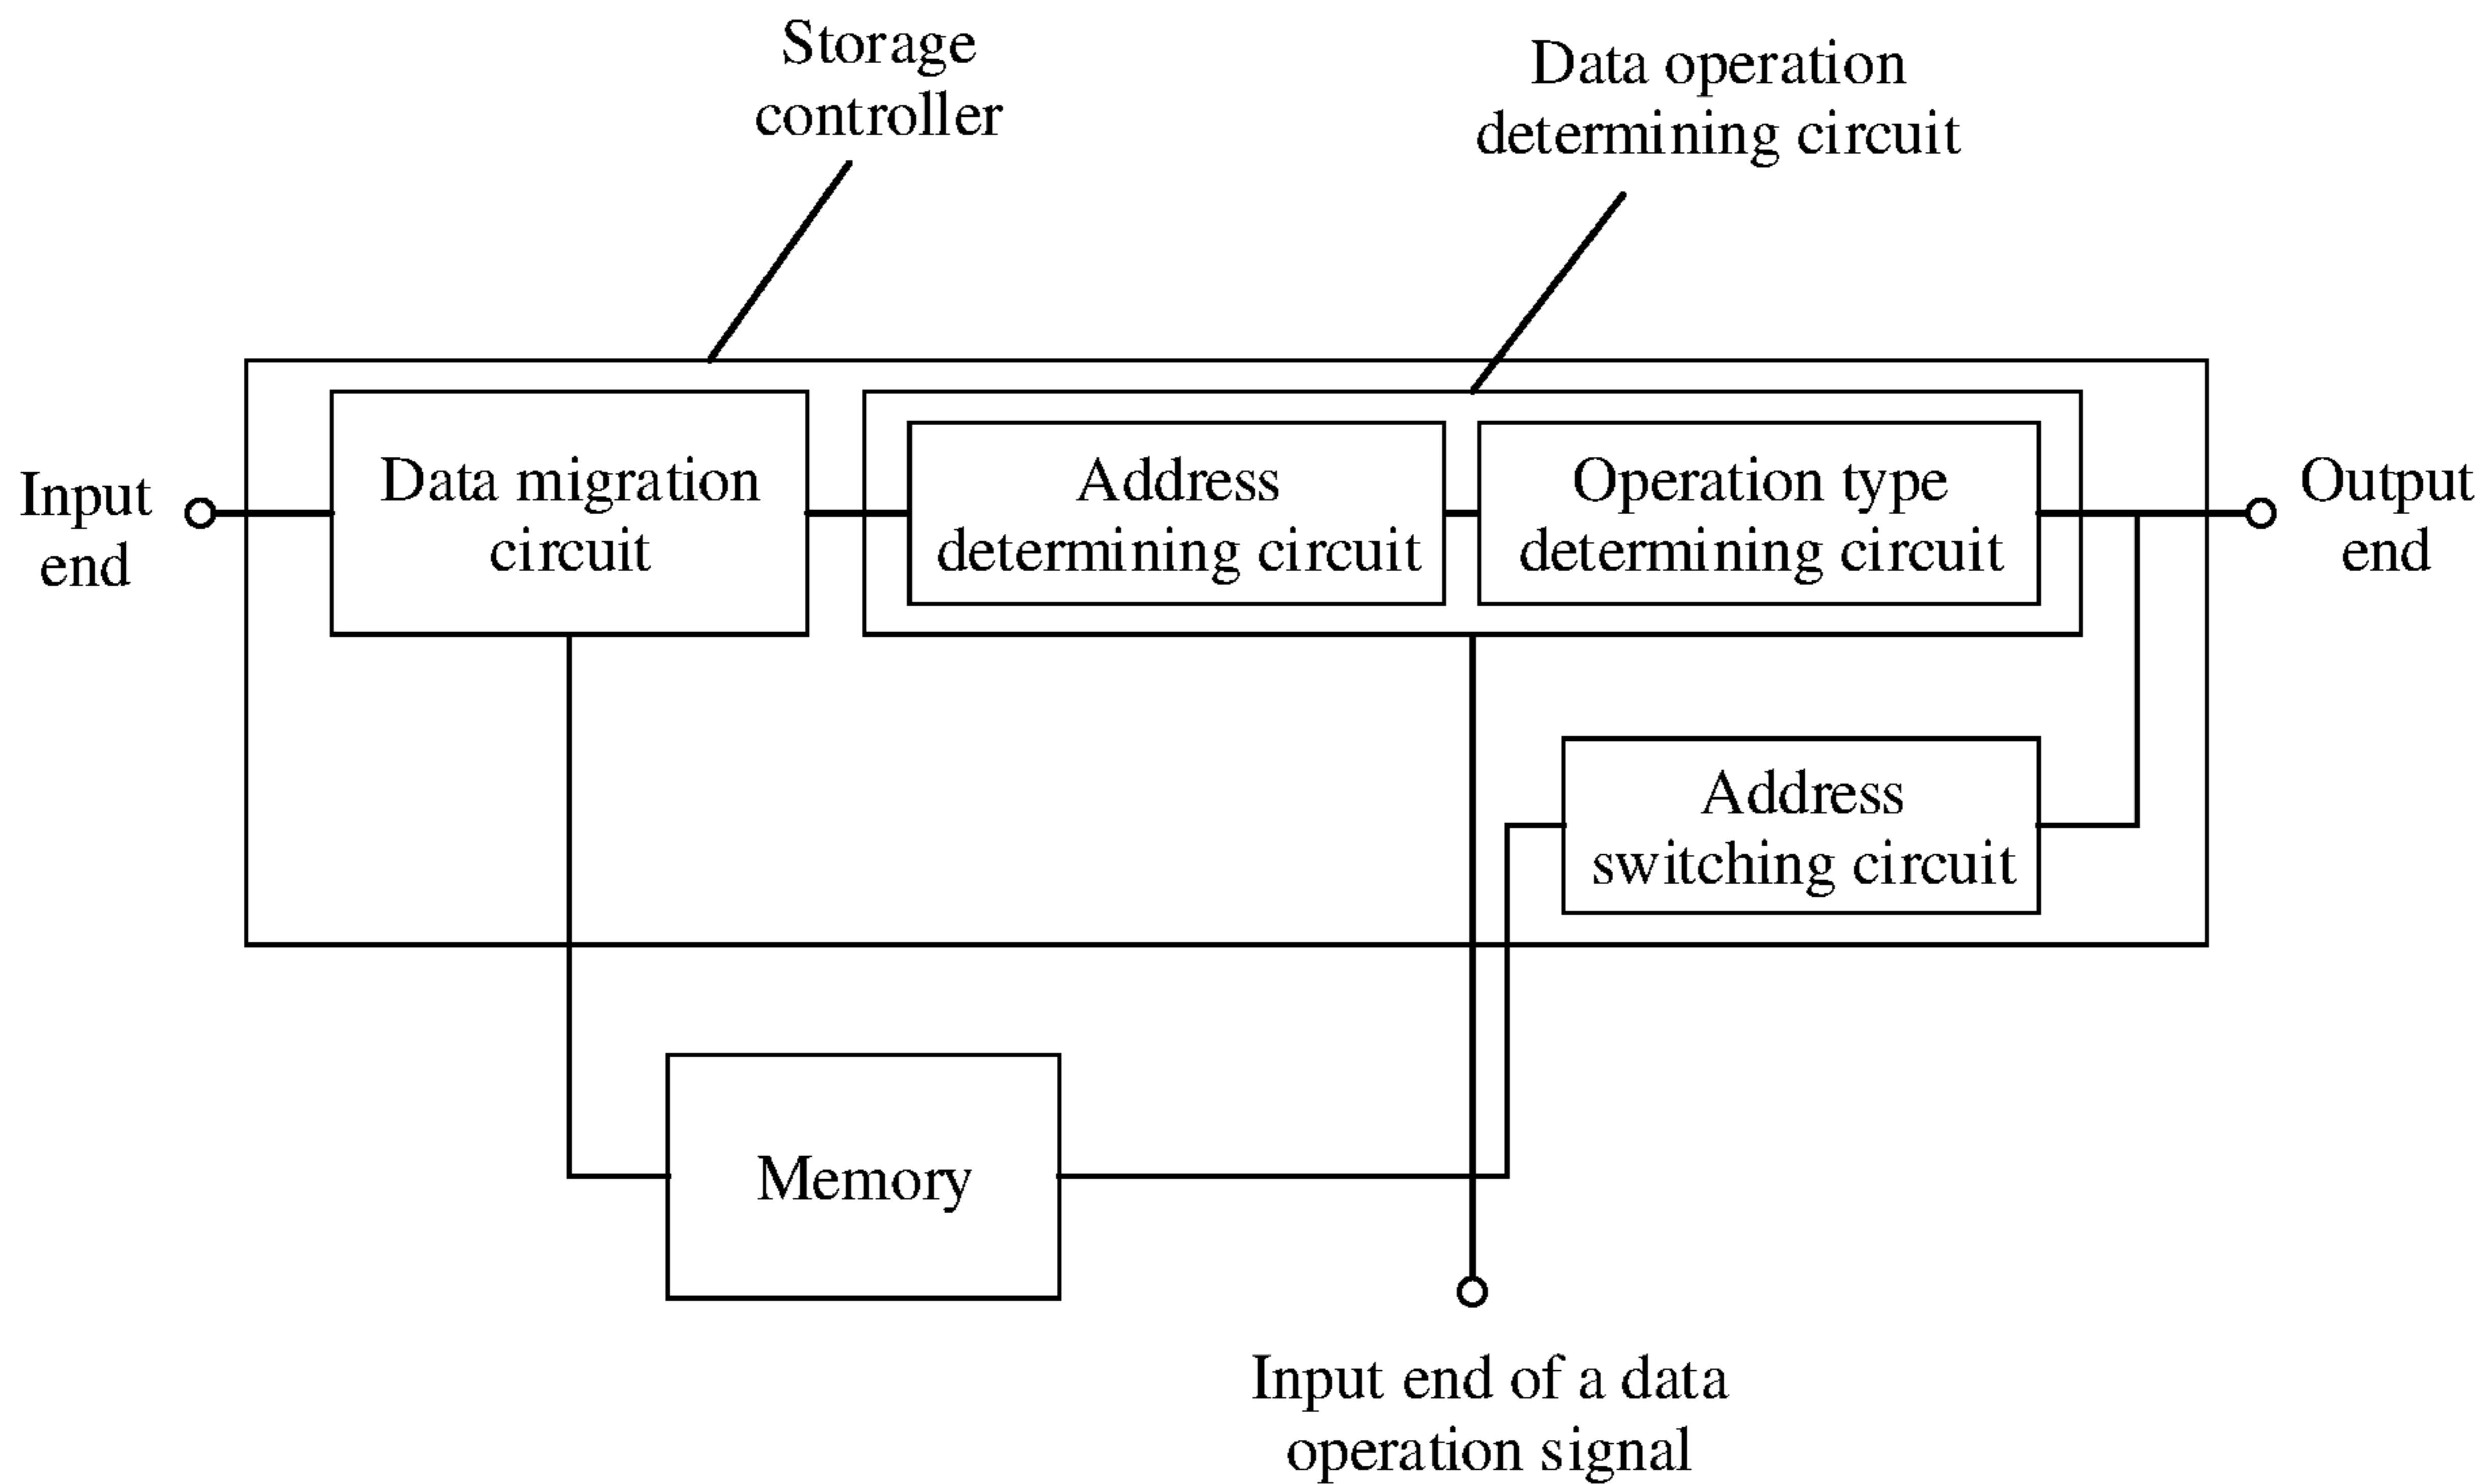 Storage
controller
Data operation
determining circuit
Input
end
Data migration
circuit
Address
determining circuit
Operation type
determining circuit
Output
end
Address
switching circuit
Memory
Input end of a data
operation signal